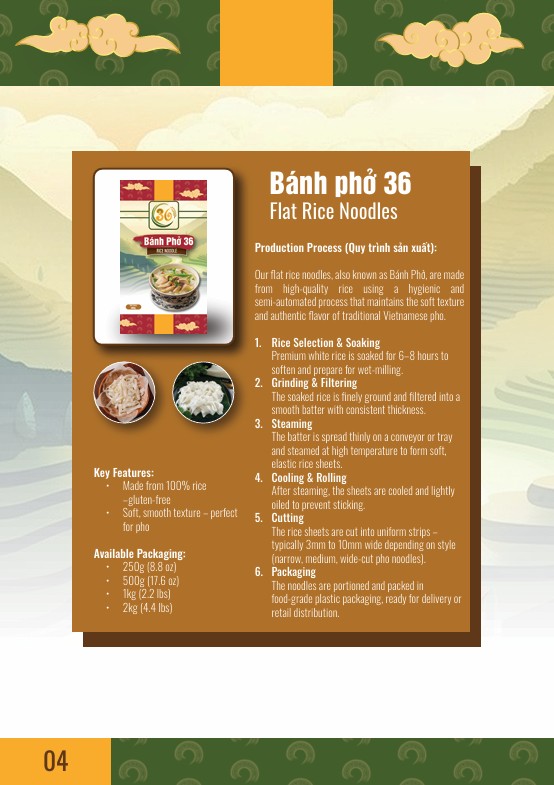 36
Bánh Phở 36
RICE NOODLE
Bánh phở 36
Flat Rice Noodles
Production Process (Quy trình sản xuất):
Our flat rice noodles, also known as Bánh Phở, are made
from high-quality rice using a hygienic and
semi-automated process that maintains the soft texture
and authentic flavor of traditional Vietnamese pho.
1. Rice Selection & Soaking
Premium white rice is soaked for 6–8 hours to
soften and prepare for wet-milling.
2. Grinding & Filtering
The soaked rice is finely ground and filtered into a
smooth batter with consistent thickness.
3. Steaming
The batter is spread thinly on a conveyor or tray
and steamed at high temperature to form soft,
elastic rice sheets.
4. Cooling & Rolling
After steaming, the sheets are cooled and lightly
oiled to prevent sticking.
5. Cutting
The rice sheets are cut into uniform strips –
typically 3mm to 10mm wide depending on style
(narrow, medium, wide-cut pho noodles).
6. Packaging
The noodles are portioned and packed in
food-grade plastic packaging, ready for delivery or
retail distribution.
Key Features:
• Made from 100% rice
–gluten-free
• Soft, smooth texture – perfect
for pho
Available Packaging:
• 250g (8.8 oz)
• 500g (17.6 oz)
• 1kg (2.2 lbs)
• 2kg (4.4 lbs)
04